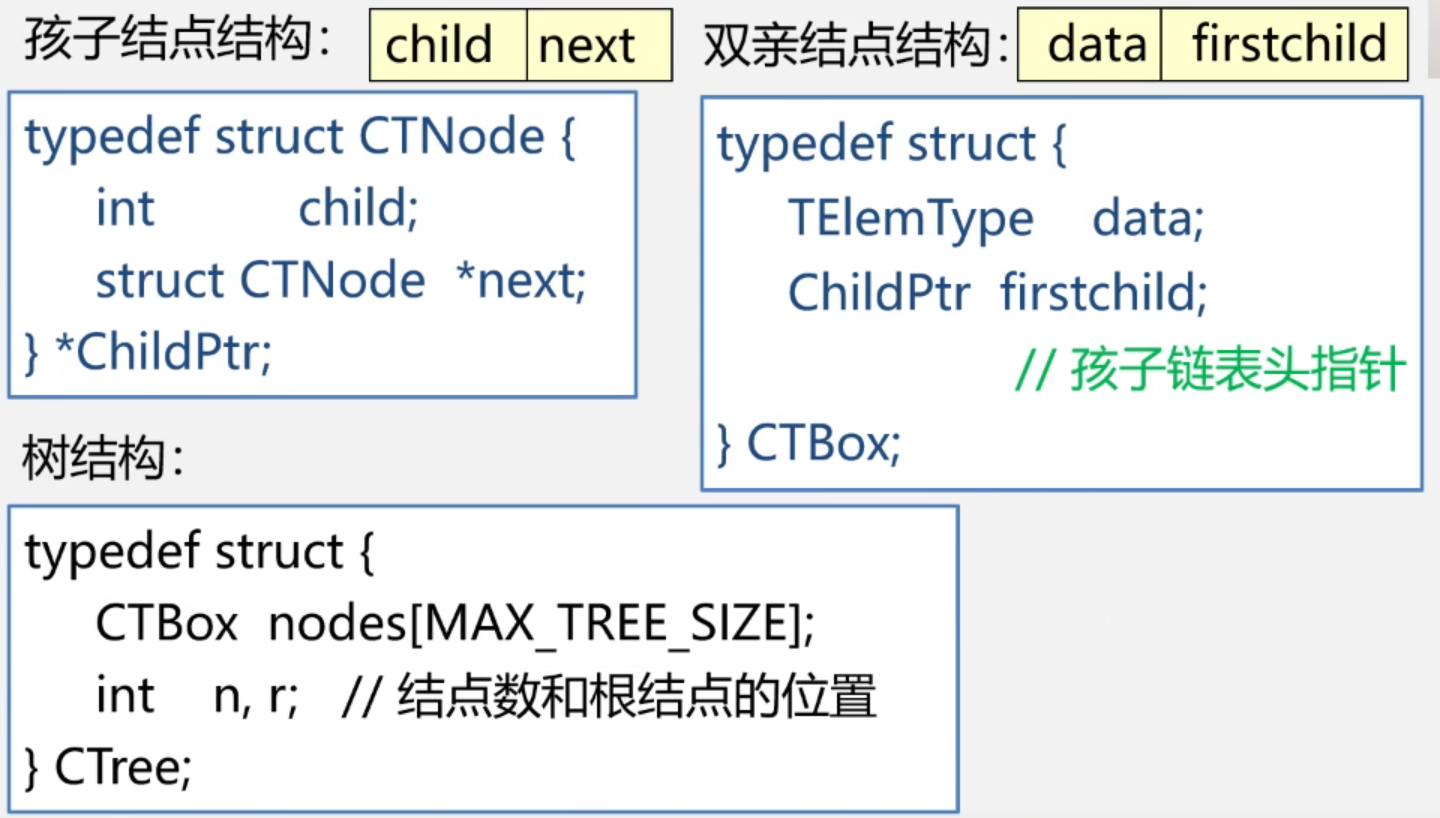 孩子结点结构： child next
双亲结点结构： data firstchild
typedef struct CTNode {
int child;
struct CTNode *next;
} *ChildPtr;
typedef struct {
TElemType data;
ChildPtr firstchild;
// 孩子链表头指针
} CTBox;
树结构：
typedef struct {
CTBox nodes[MAX_TREE_SIZE];
int n, r; // 结点数和根结点的位置
} CTree;